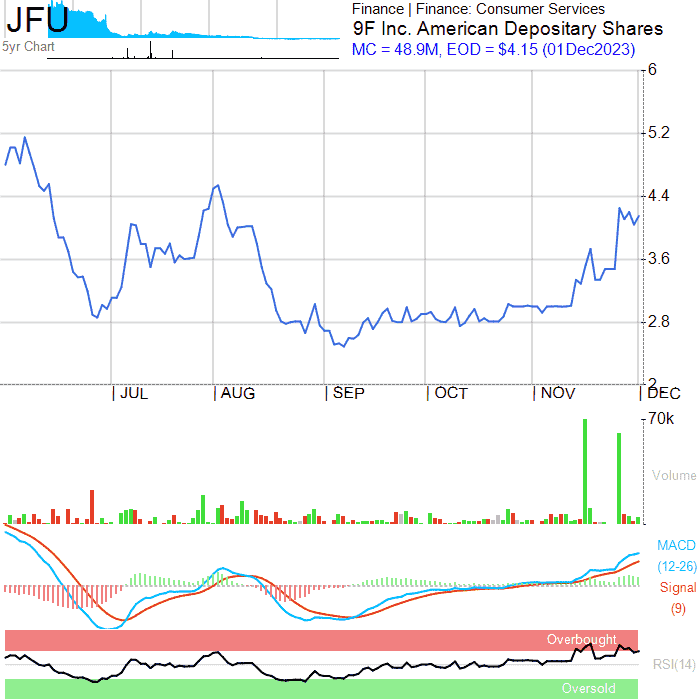 JFU
5yr Chart
Finance | Finance: Consumer Services
9F Inc. American Depositary Shares
MC = 48.9M, EOD = $4.15 (01Dec2023)
6
5.2
4.4
3.6
2.8
2
JUL AUG SEP OCT NOV DEC
70k
Volume
MACD
(12-26)
Signal
(9)
Overbought
RSI(14)
Oversold